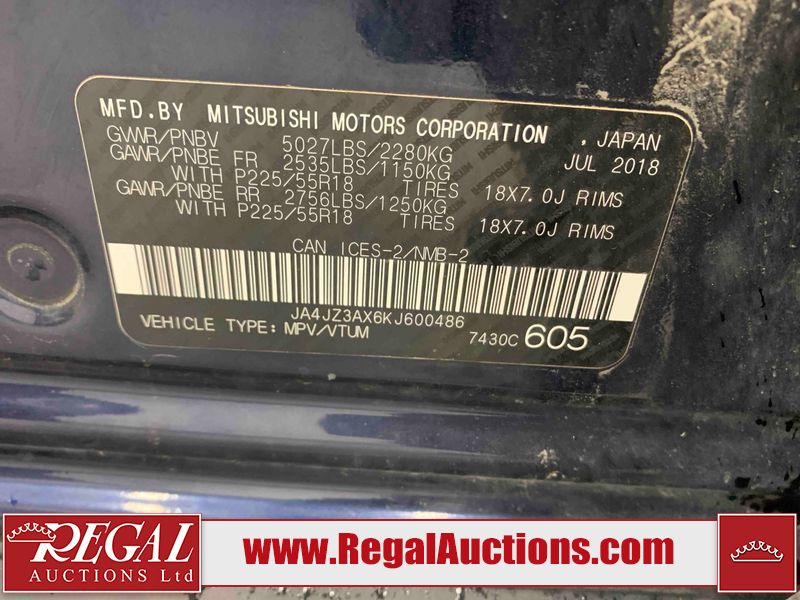 MFD.BY MITSUBISHI MOTORS CORPORATION , JAPAN
GVWR/PNBV 5027LBS/2280KG JUL 2018
GAWR/PNBE FR 2535LBS/1150KG
WITH P225/55R18 TIRES 18X7.0J RIMS
GAWR/PNBE RR 2756LBS/1250KG
WITH P225/55R18 TIRES 18X7.0J RIMS
CAN ICES-2/NMB-2
JA4JZ3AX6KJ600486
VEHICLE TYPE: MPV/VTUM 7430C 605
REGAL
AUCTIONS Ltd
www.RegalAuctions.com